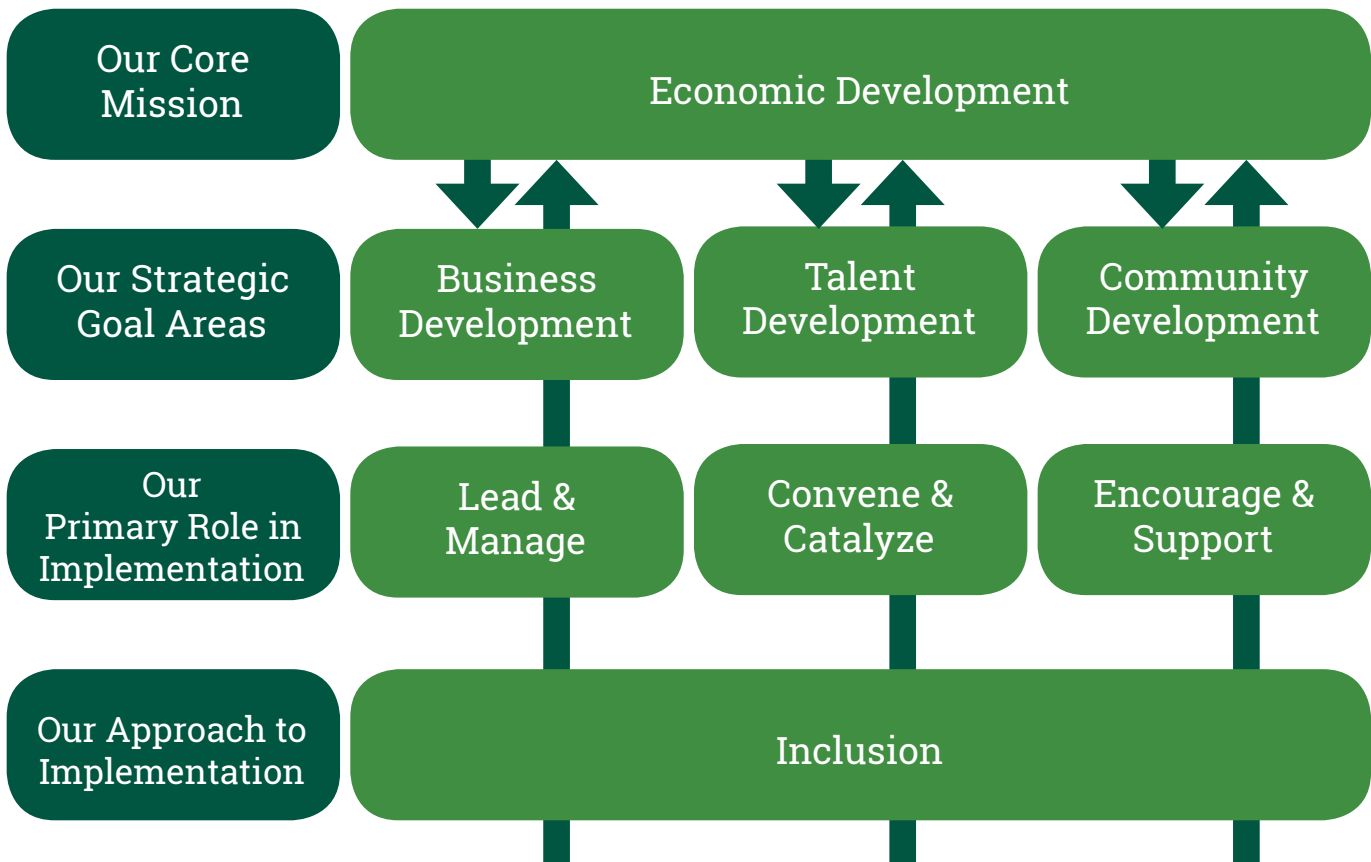 Our Core
Mission
Economic Development
Our Strategic
Goal Areas
Business
Development
Talent
Development
Community
Development
Our
Primary Role in
Implementation
Lead &
Manage
Convene &
Catalyze
Encourage &
Support
Our Approach to
Implementation
Inclusion